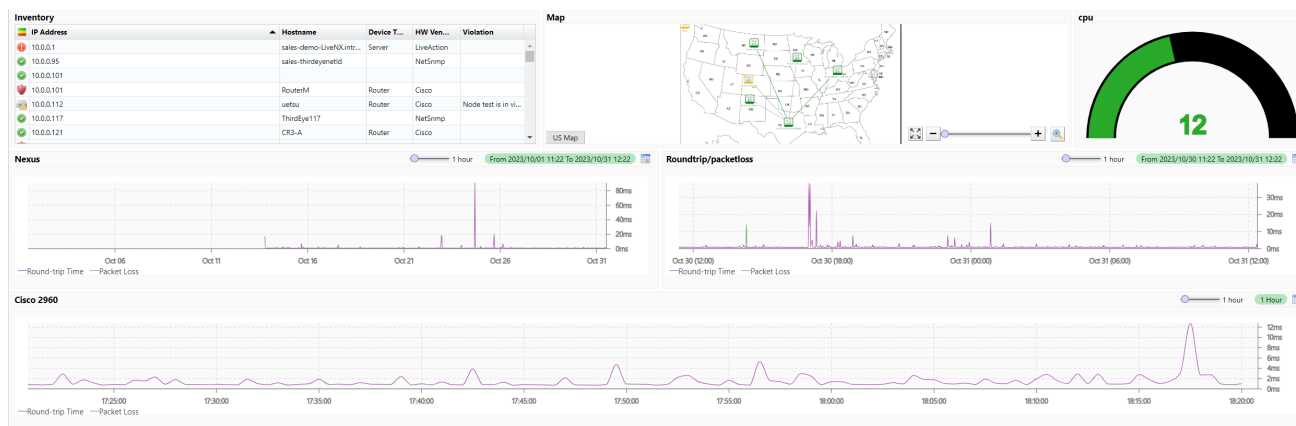 Inventory
IP Address Hostname Device T... HW Ven... Violation
10.0.0.1 sales-demo-LiveNX.intr... Server LiveAction
10.0.0.95 sales-thirdeyenetld NetSnmp
10.0.0.101
10.0.0.101 RouterM Router Cisco
10.0.0.112 uetsu Router Cisco Node test is in vi...
10.0.0.117 ThirdEye117 NetSnmp
10.0.0.121 CR3-A Router Cisco
Map
US Map
cpu
12
Nexus
1 hour From 2023/10/01 11:22 To 2023/10/31 12:22
80ms
60ms
40ms
20ms
0ms
Oct 06 Oct 11 Oct 16 Oct 21 Oct 26 Oct 31
Round-trip Time Packet Loss
Roundtrip/packetloss
1 hour From 2023/10/30 11:22 To 2023/10/31 12:22
30ms
20ms
10ms
0ms
Oct 30 (12:00) Oct 30 (18:00) Oct 31 (00:00) Oct 31 (06:00) Oct 31 (12:00)
Round-trip Time Packet Loss
Cisco 2960
1 hour 1 Hour
12ms
10ms
8ms
6ms
4ms
2ms
0ms
17:25:00 17:30:00 17:35:00 17:40:00 17:45:00 17:50:00 17:55:00 18:00:00 18:05:00 18:10:00 18:15:00 18:20:00
Round-trip Time Packet Loss